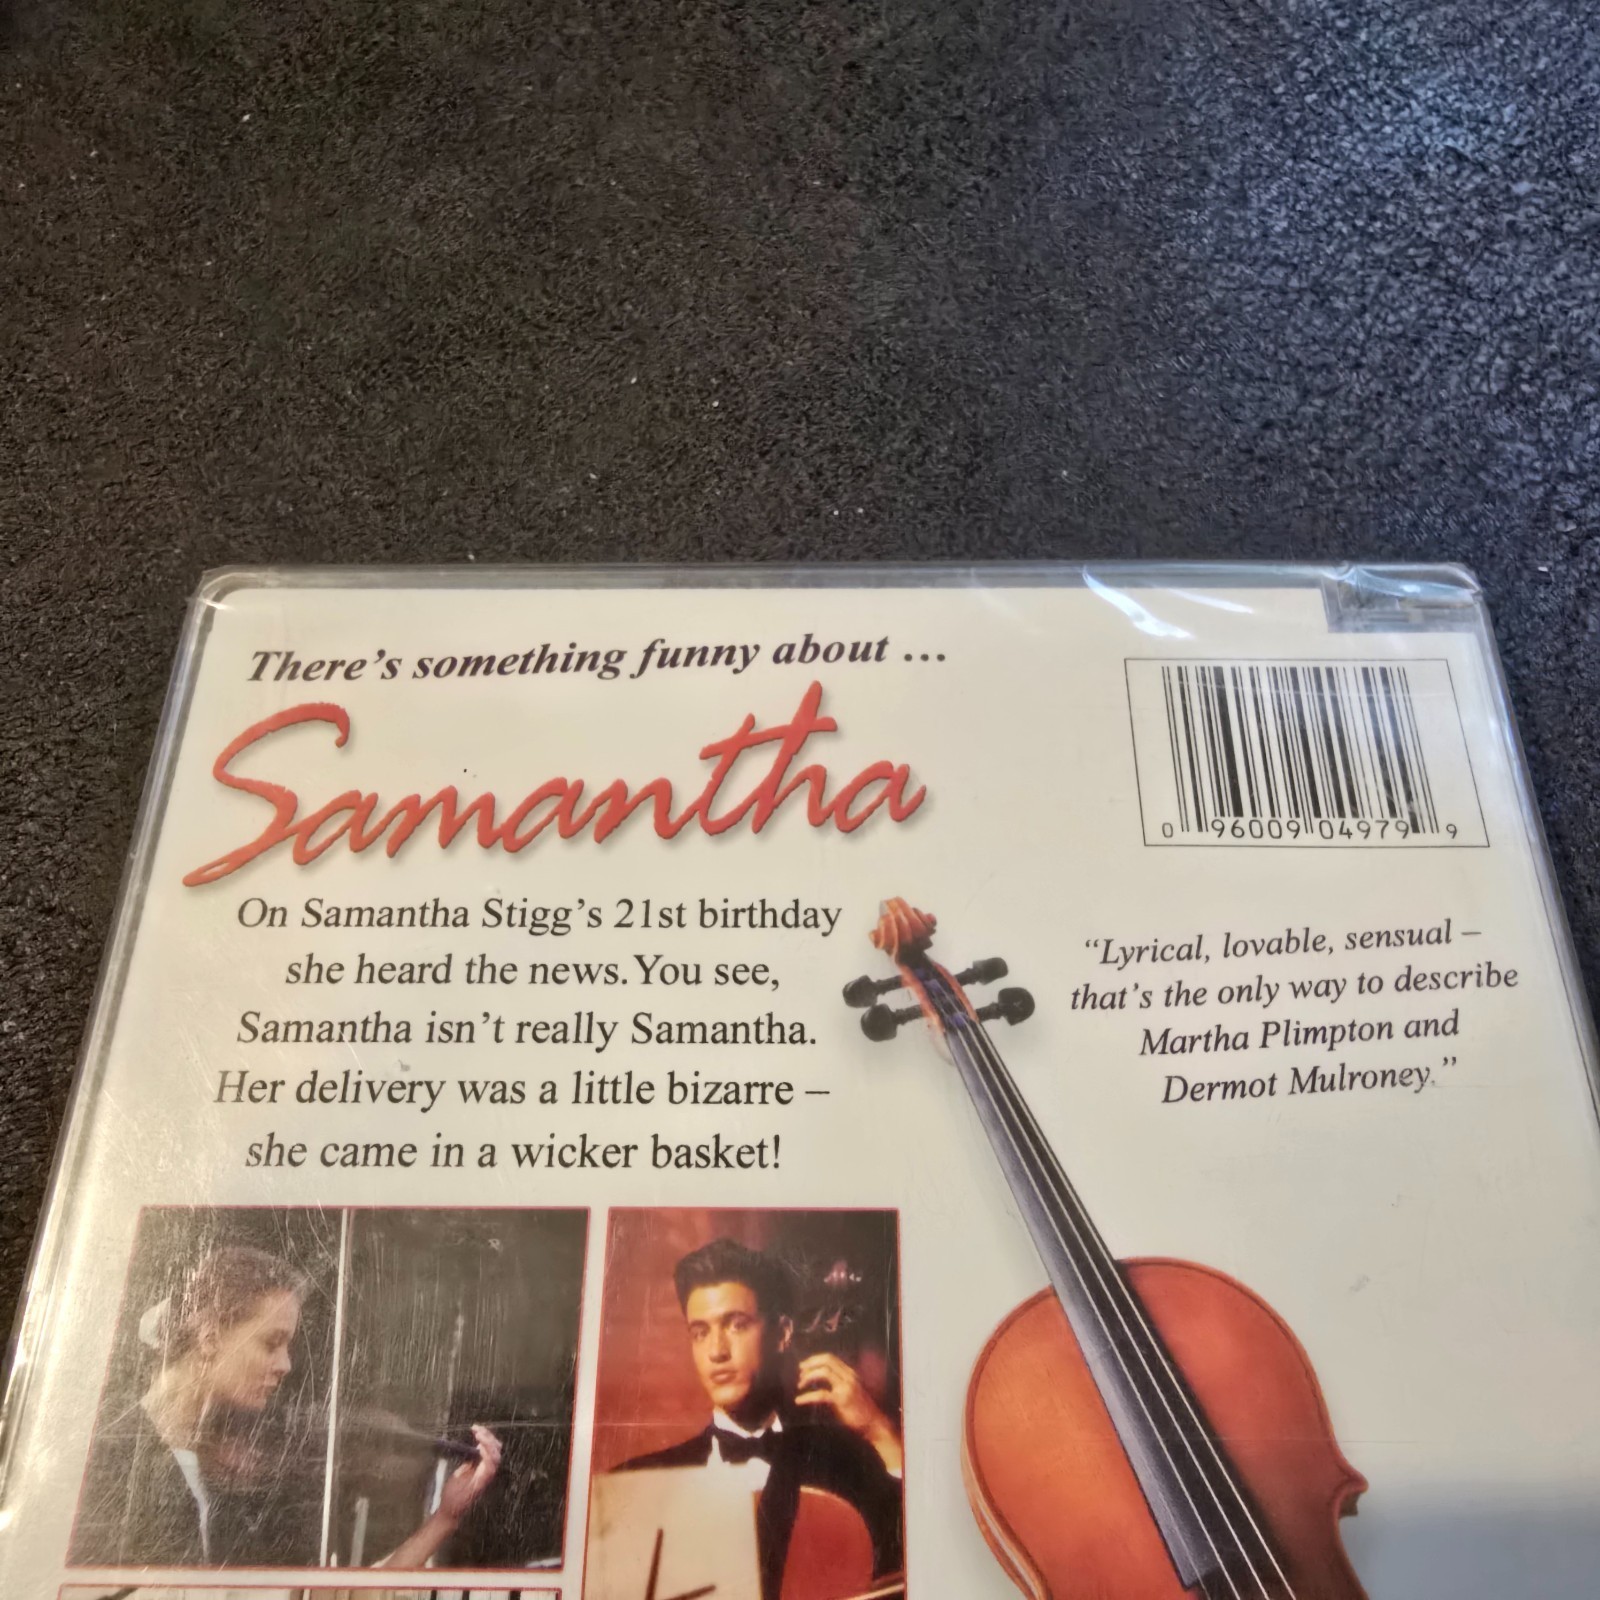 There's something funny about ...
Samantha
0 96009 04979 9
On Samantha Stigg's 21st birthday
she heard the news. You see,
Samantha isn't really Samantha.
Her delivery was a little bizarre –
she came in a wicker basket!
“Lyrical, lovable, sensual –
that's the only way to describe
Martha Plimpton and
Dermot Mulroney.”